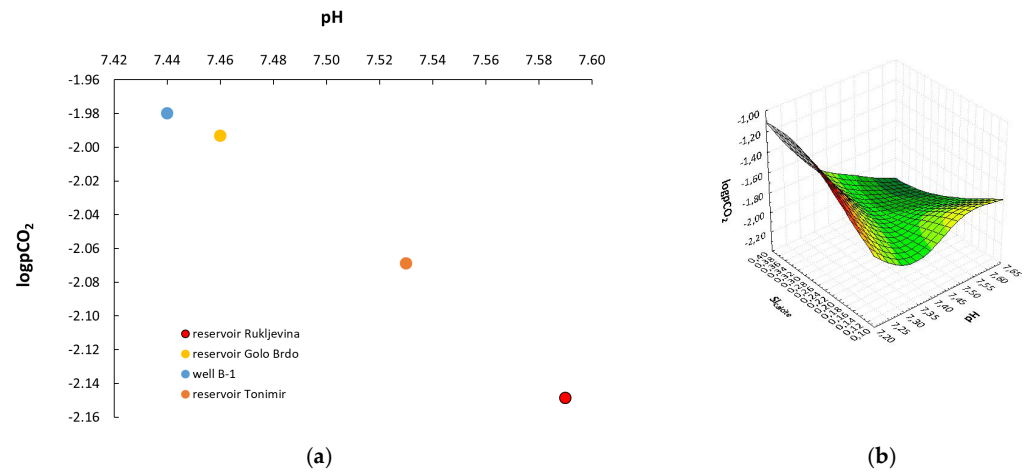 pH
7.42 7.44 7.46 7.48 7.50 7.52 7.54 7.56 7.58 7.60
-1.96
-1.98
-2.00
-2.02
-2.04
-2.06
-2.08
-2.10
-2.12
-2.14
-2.16
logpCO2
reservoir Rukljevina
reservoir Golo Brdo
well B-1
reservoir Tonimir
(a)
-1,00
-1,20
-1,40
-1,60
-1,80
-2,00
-2,20
logpCO2
SIcalcite
7,20
7,25
7,30
7,35
7,40
7,45
7,50
7,55
7,60
7,65
pH
(b)